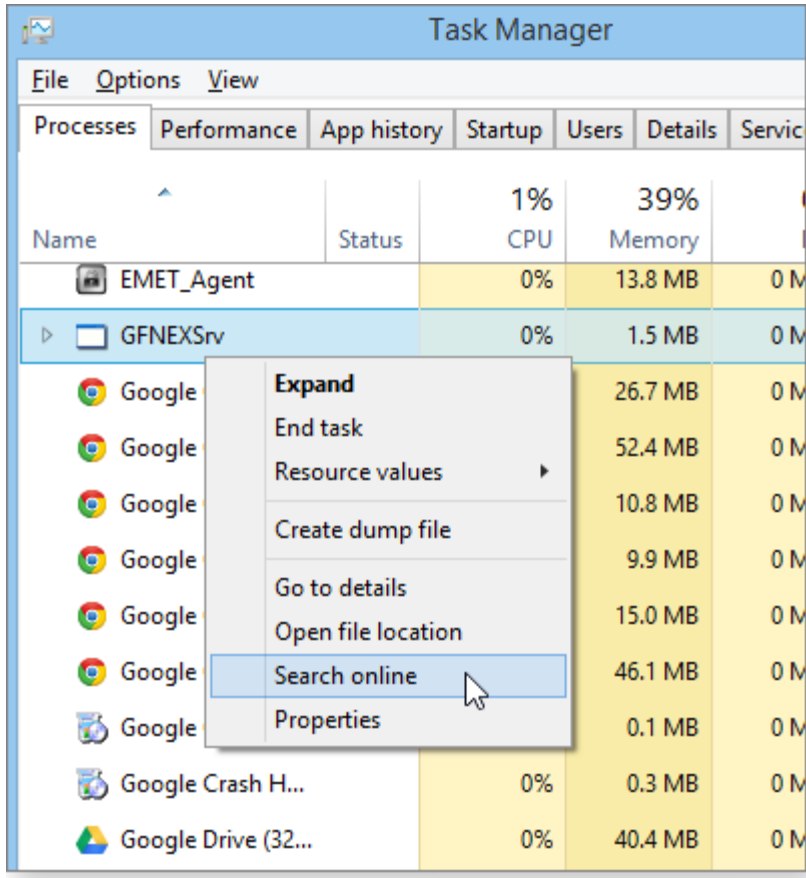 Task Manager
File Options View
Processes Performance App history Startup Users Details Servic
1% 39%
Name Status CPU Memory
EMET_Agent 0% 13.8 MB 0 M
GFNEXSrv 0% 1.5 MB 0 M
Google 26.7 MB 0 M
Expand
End task
Google 52.4 MB 0 M
Resource values
Google 10.8 MB 0 M
Create dump file
Google 9.9 MB 0 M
Go to details
Google 15.0 MB 0 M
Open file location
Google 46.1 MB 0 M
Search online
Google 0.1 MB 0 M
Properties
Google Crash H... 0% 0.3 MB 0 M
Google Drive (32... 0% 40.4 MB 0 M